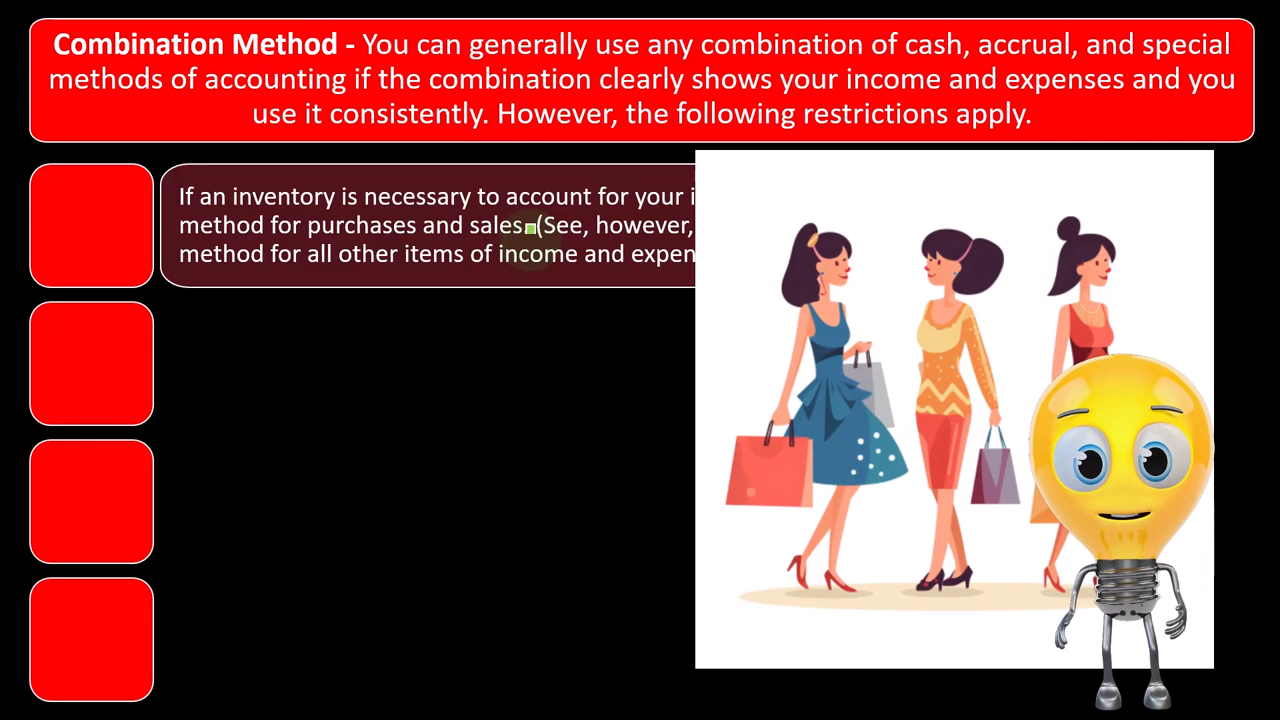 Combination Method - You can generally use any combination of cash, accrual, and special
methods of accounting if the combination clearly shows your income and expenses and you
use it consistently. However, the following restrictions apply.
If an inventory is necessary to account for your
method for purchases and sales. (See, however,
method for all other items of income and